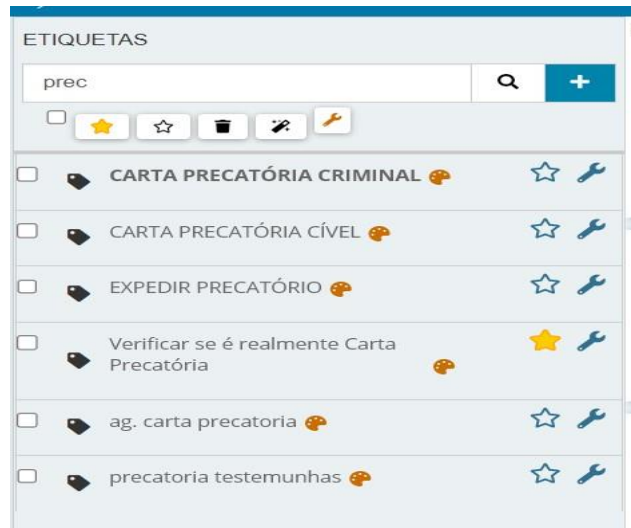 ETIQUETAS
prec
CARTA PRECATÓRIA CRIMINAL
CARTA PRECATÓRIA CÍVEL
EXPEDIR PRECATÓRIO
Verificar se é realmente Carta
Precatória
ag. carta precatoria
precatoria testemunhas